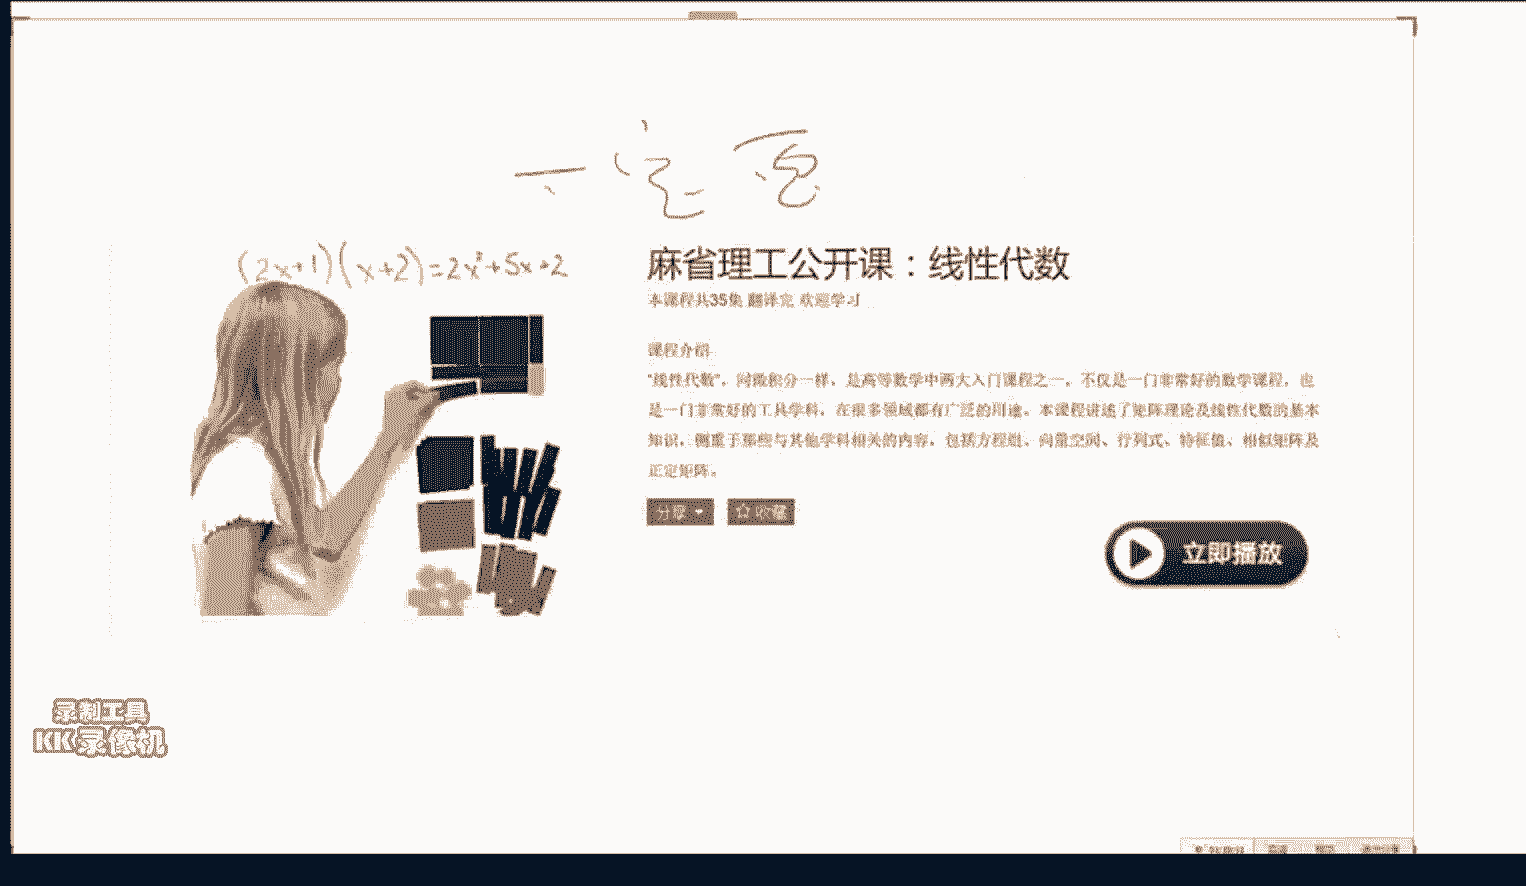 (2x+1)(x+2)=2x²+5x+2
麻省理工公开课：线性代数
本课程共35集 翻译完 欢迎学习
课程介绍
"线性代数"，同微积分一样，是高等数学中两大入门课程之一，不仅是一门非常好的数学课程，也
是一门非常好的工具学科，在很多领域都有广泛的用途。本课程讲述了矩阵理论及线性代数的基本
知识，侧重于那些与其他学科相关的内容，包括方程组、向量空间、行列式、特征值、相似矩阵及
正定矩阵。
分享 收藏
立即播放
录制工具
KK录像机